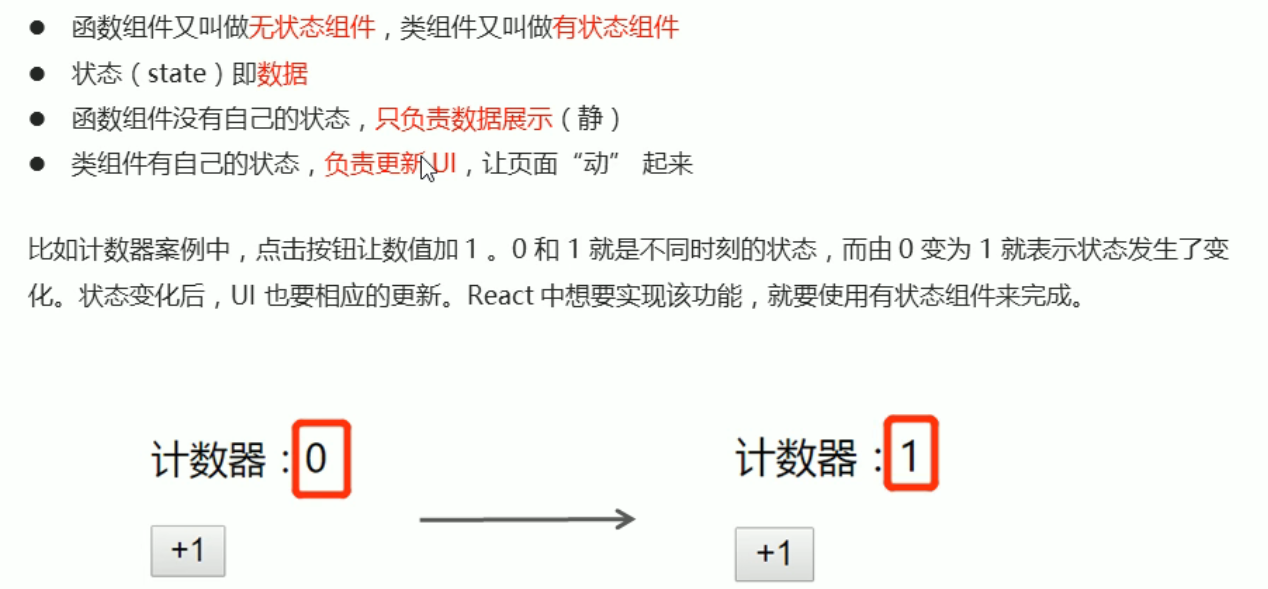 ● 函数组件又叫做无状态组件，类组件又叫做有状态组件
● 状态（state）即数据
● 函数组件没有自己的状态，只负责数据展示（静）
● 类组件有自己的状态，负责更新 UI，让页面“动” 起来
比如计数器案例中，点击按钮让数值加 1 。0 和 1 就是不同时刻的状态，而由 0 变为 1 就表示状态发生了变
化。状态变化后，UI 也要相应的更新。React 中想要实现该功能，就要使用有状态组件来完成。
计数器：0
+1
计数器：1
+1